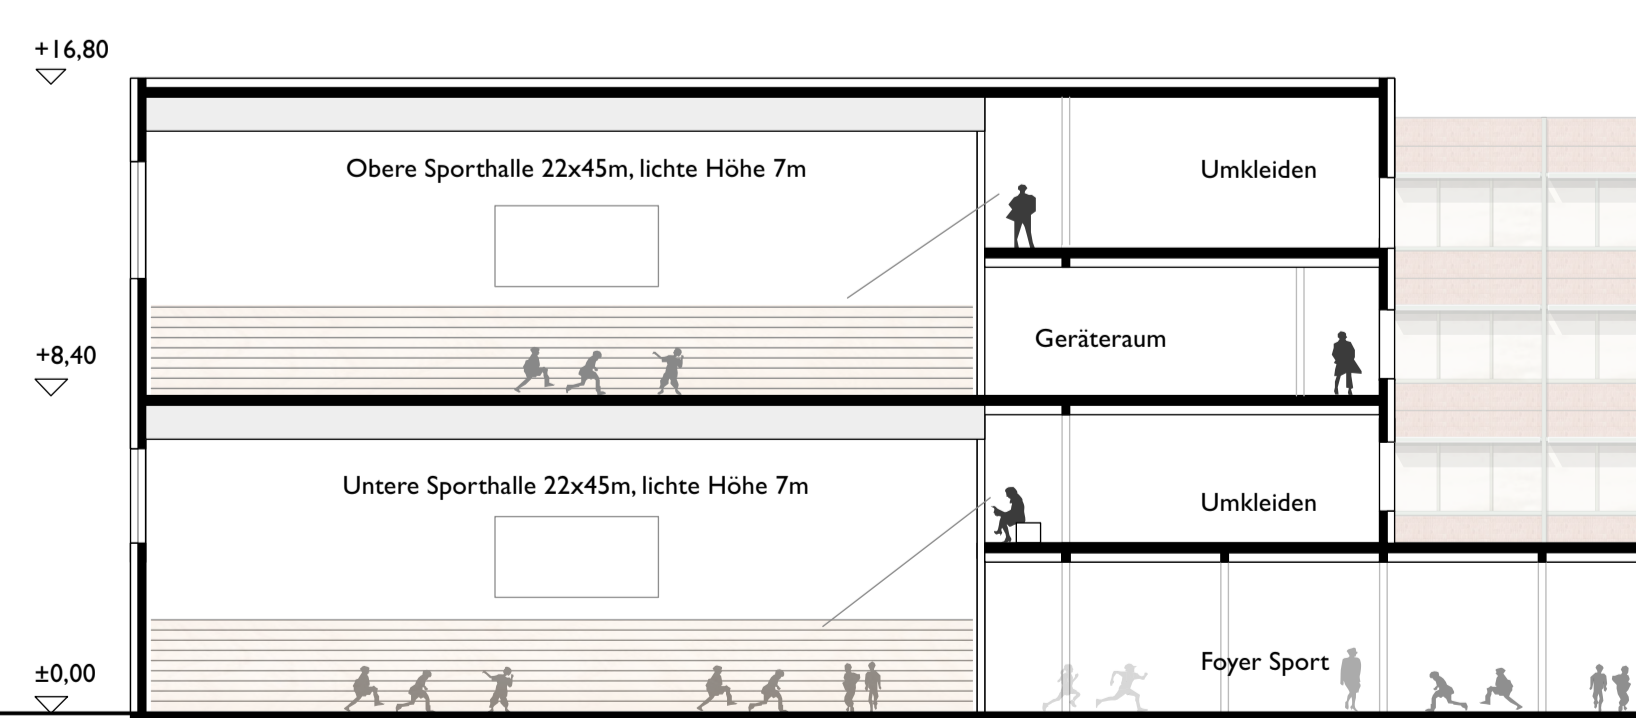 +16,80
Obere Sporthalle 22x45m, lichte Höhe 7m
Umkleiden
Geräteraum
+8,40
Untere Sporthalle 22x45m, lichte Höhe 7m
Umkleiden
Foyer Sport
±0,00